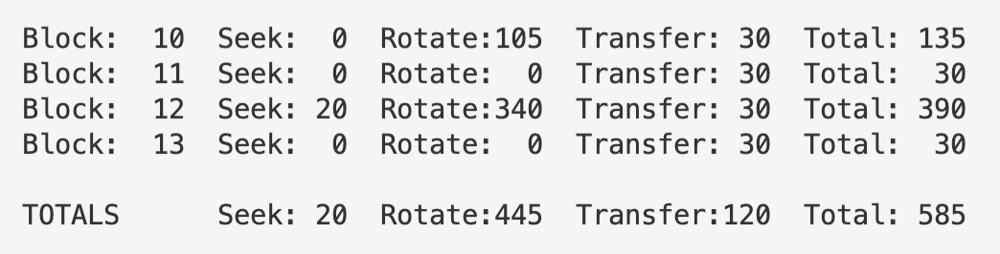 Block:  10  Seek:  0  Rotate:105  Transfer: 30  Total: 135
Block:  11  Seek:  0  Rotate:  0  Transfer: 30  Total:  30
Block:  12  Seek: 20  Rotate:340  Transfer: 30  Total: 390
Block:  13  Seek:  0  Rotate:  0  Transfer: 30  Total:  30
TOTALS      Seek: 20  Rotate:445  Transfer:120  Total: 585